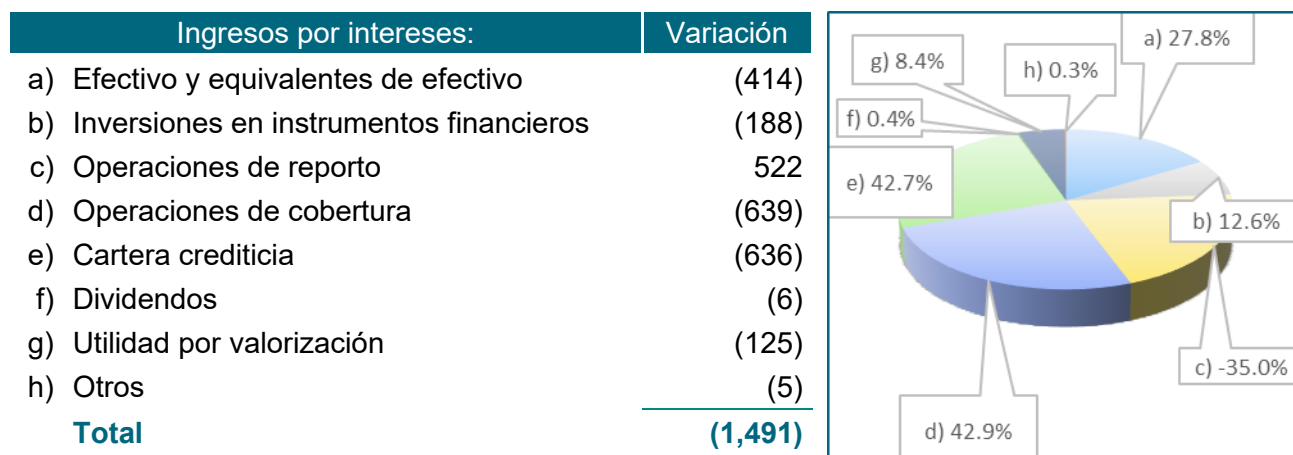 Ingresos por intereses: Variación
a) Efectivo y equivalentes de efectivo (414)
b) Inversiones en instrumentos financieros (188)
c) Operaciones de reporto 522
d) Operaciones de cobertura (639)
e) Cartera crediticia (636)
f) Dividendos (6)
g) Utilidad por valorización (125)
h) Otros (5)
Total (1,491)
a) 27.8%
g) 8.4%
h) 0.3%
f) 0.4%
e) 42.7%
b) 12.6%
c) -35.0%
d) 42.9%